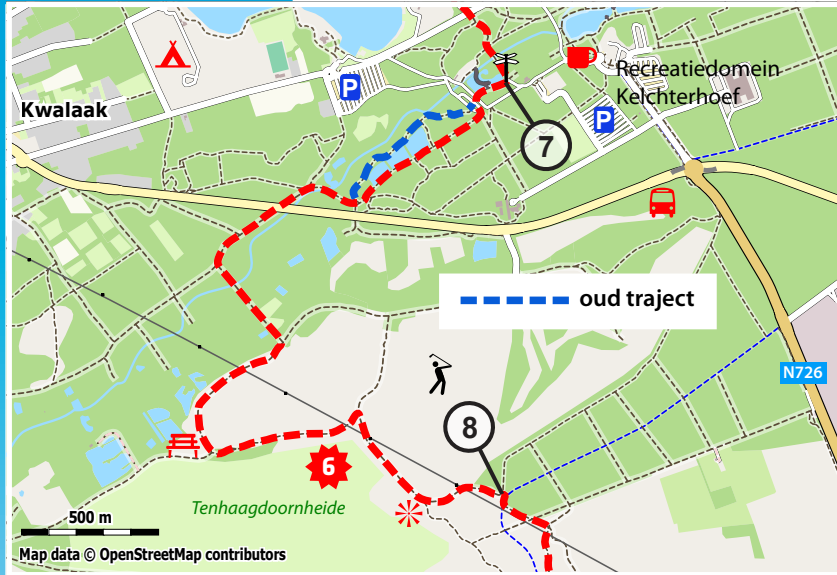 P
Recreatiedomein
Kelchterhoef
Kwalaak
P
7
oud traject
N726
8
6
Tenhaagdoornheide
500 m
Map data © OpenStreetMap contributors